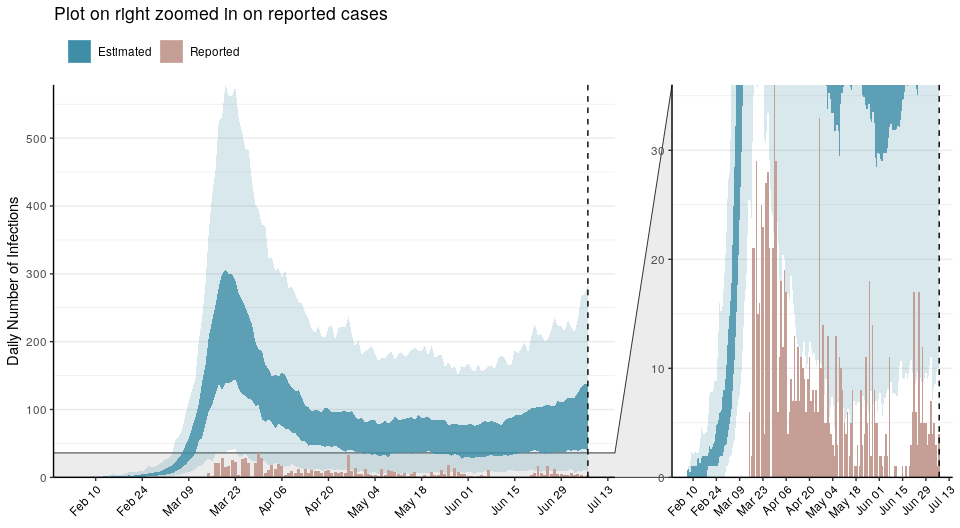 Plot on right zoomed in on reported cases
Estimated
Reported
Daily Number of Infections
500
400
300
200
100
0
Feb 10
Feb 24
Mar 09
Mar 23
Apr 06
Apr 20
May 04
May 18
Jun 01
Jun 15
Jun 29
Jul 13
30
20
10
0
Feb 10
Feb 24
Mar 09
Mar 23
Apr 06
Apr 20
May 04
May 18
Jun 01
Jun 15
Jun 29
Jul 13